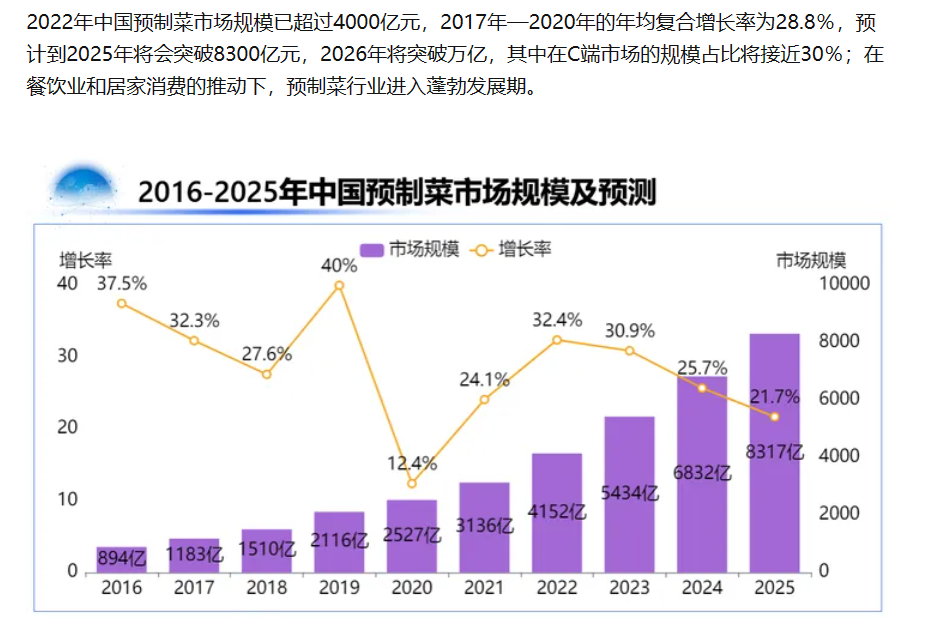 2022年中国预制菜市场规模已超过4000亿元，2017年—2020年的年均复合增长率为28.8%，预
计到2025年将会突破8300亿元，2026年将突破万亿，其中在C端市场的规模占比将接近30%；在
餐饮业和居家消费的推动下，预制菜行业进入蓬勃发展期。
2016-2025年中国预制菜市场规模及预测
市场规模 增长率
增长率 市场规模
40 37.5% 32.3% 27.6% 40% 12.4% 24.1% 32.4% 30.9% 25.7% 21.7% 10000
30 8000
20 6000
10 4000
0 2000
0
894亿 1183亿 1510亿 2116亿 2527亿 3136亿 4152亿 5434亿 6832亿 8317亿
2016 2017 2018 2019 2020 2021 2022 2023 2024 2025